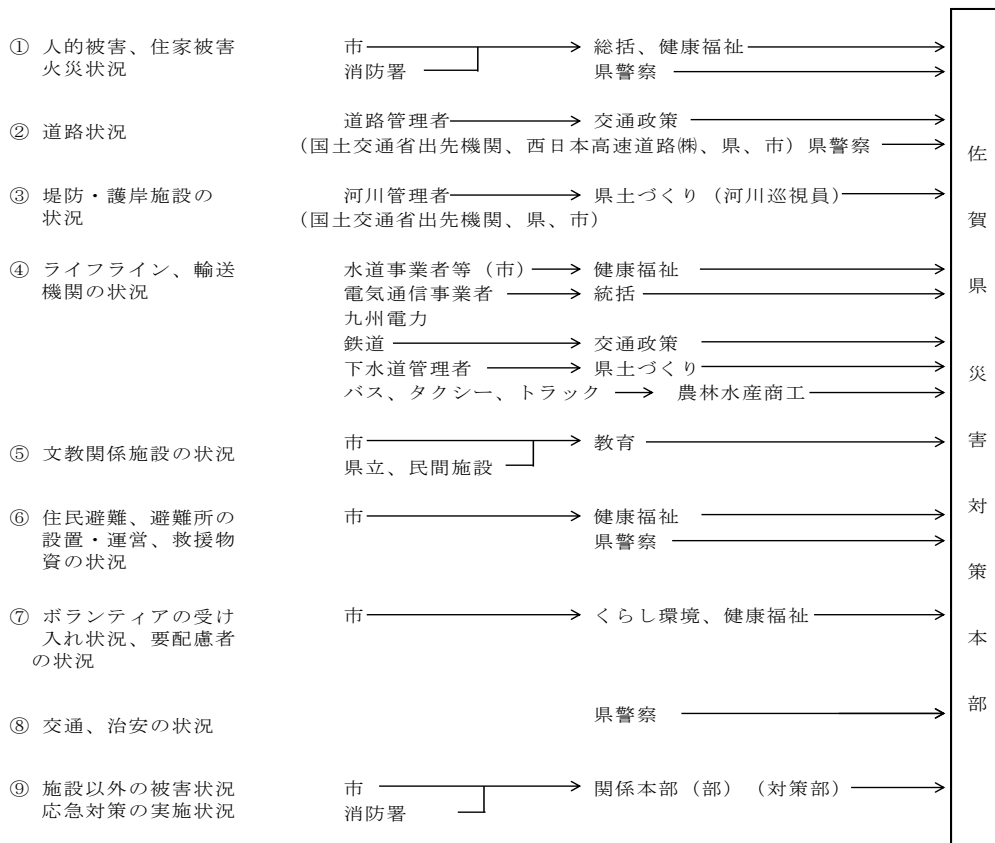 ① 人的被害、住家被害
火災状況
市
消防署
総括、健康福祉
県警察
② 道路状況
道路管理者
交通政策
(国土交通省出先機関、西日本高速道路㈱、県、市) 県警察
③ 堤防・護岸施設の
状況
河川管理者
県土づくり (河川巡視員)
(国土交通省出先機関、県、市)
④ ライフライン、輸送
機関の状況
水道事業者等 (市)
健康福祉
電気通信事業者
統括
九州電力
鉄道
交通政策
下水道管理者
県土づくり
バス、タクシー、トラック
農林水産商工
⑤ 文教関係施設の状況
市
県立、民間施設
教育
⑥ 住民避難、避難所の
設置・運営、救援物
資の状況
市
健康福祉
県警察
⑦ ボランティアの受け
入れ状況、要配慮者
の状況
市
くらし環境、健康福祉
⑧ 交通、治安の状況
県警察
⑨ 施設以外の被害状況
応急対策の実施状況
市
消防署
関係本部 (部) (対策部)
佐賀県災害対策本部